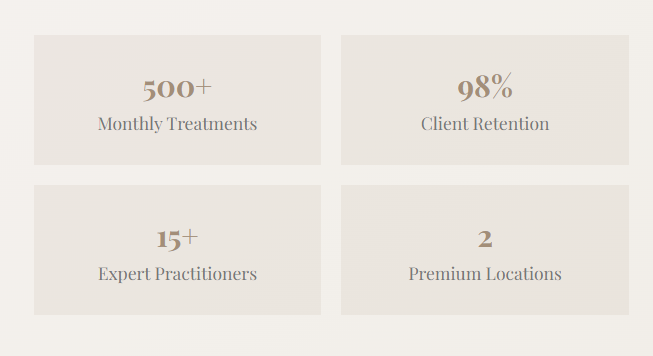 500+
Monthly Treatments
98%
Client Retention
15+
Expert Practitioners
2
Premium Locations